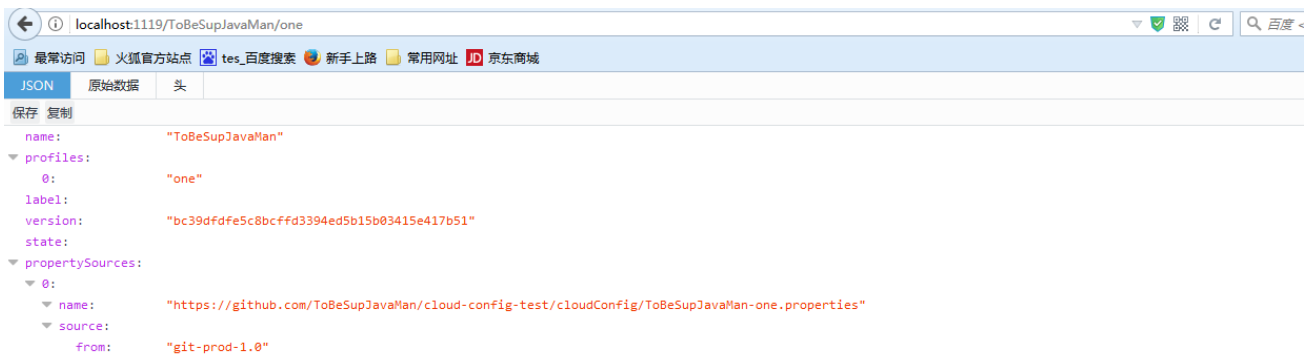 localhost:1119/ToBeSupJavaMan/one 百度 <
最常访问 火狐官方站点 tes_百度搜索 新手上路 常用网址 JD 京东商城
JSON 原始数据 头
保存 复制
name: "ToBeSupJavaMan"
profiles:
0: "one"
label:
version: "bc39dfdfe5c8bcffd3394ed5b15b03415e417b51"
state:
propertySources:
0:
name: "https://github.com/ToBeSupJavaMan/cloud-config-test/cloudConfig/ToBeSupJavaMan-one.properties"
source:
from: "git-prod-1.0"